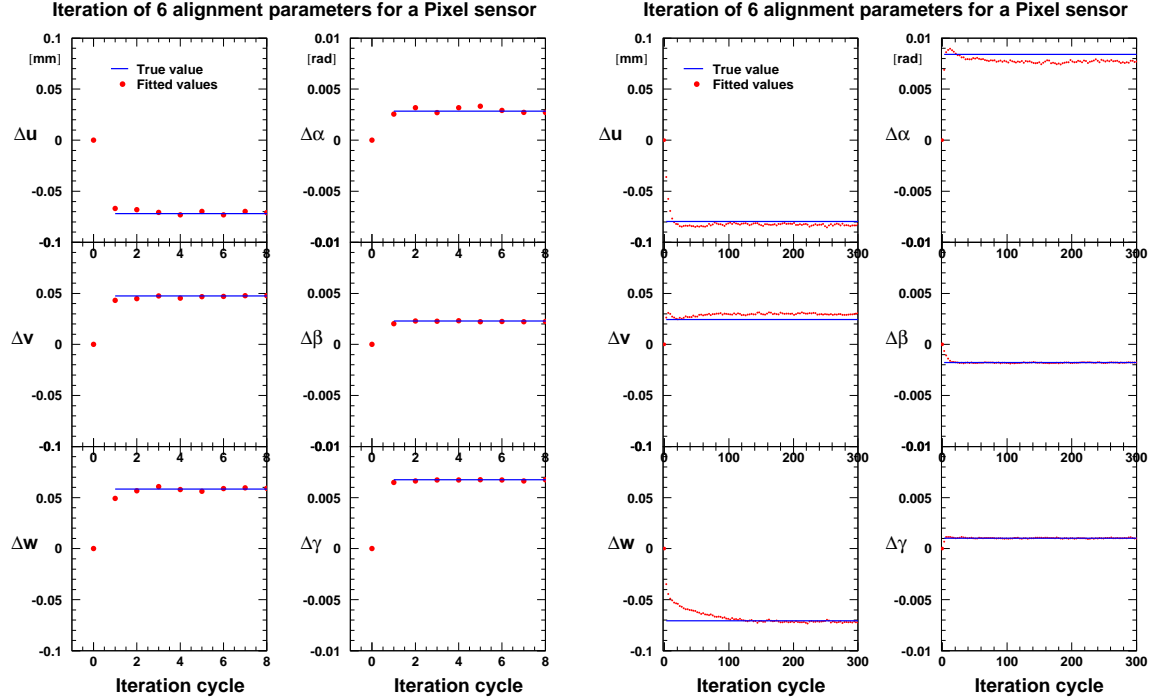 Iteration of 6 alignment parameters for a Pixel sensor
0.1
[mm]
True value
Fitted values
0.05
0
Δu
-0.05
-0.1
0 2 4 6 8
0.05
0
Δv
-0.05
-0.1
0 2 4 6 8
0.05
0
Δw
-0.05
-0.1
0 2 4 6 8
Iteration cycle
0.01
[rad]
0.005
0
Δα
-0.005
-0.01
0 2 4 6 8
0.005
0
Δβ
-0.005
-0.01
0 2 4 6 8
0.005
0
Δγ
-0.005
-0.01
0 2 4 6 8
Iteration cycle
Iteration of 6 alignment parameters for a Pixel sensor
0.1
[mm]
True value
Fitted values
0.05
0
Δu
-0.05
-0.1
0 100 200 300
0.05
0
Δv
-0.05
-0.1
0 100 200 300
0.05
0
Δw
-0.05
-0.1
0 100 200 300
Iteration cycle
0.01
[rad]
0.005
0
Δα
-0.005
-0.01
0 100 200 300
0.005
0
Δβ
-0.005
-0.01
0 100 200 300
0.005
0
Δγ
-0.005
-0.01
0 100 200 300
Iteration cycle